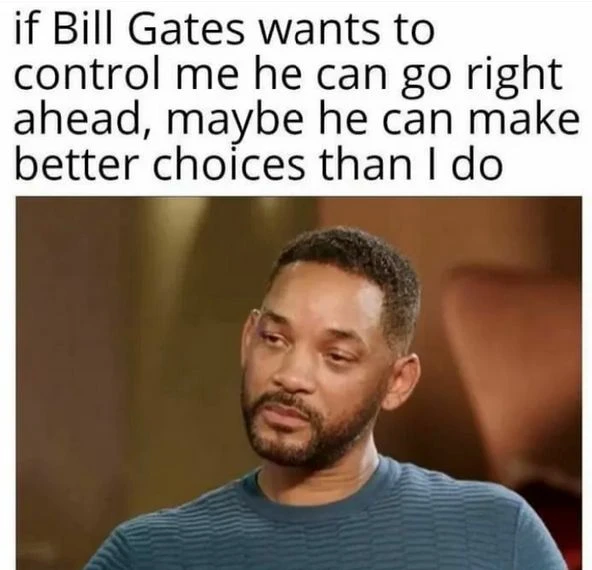 if Bill Gates wants to
control me he can go right
ahead, maybe he can make
better choices than I do